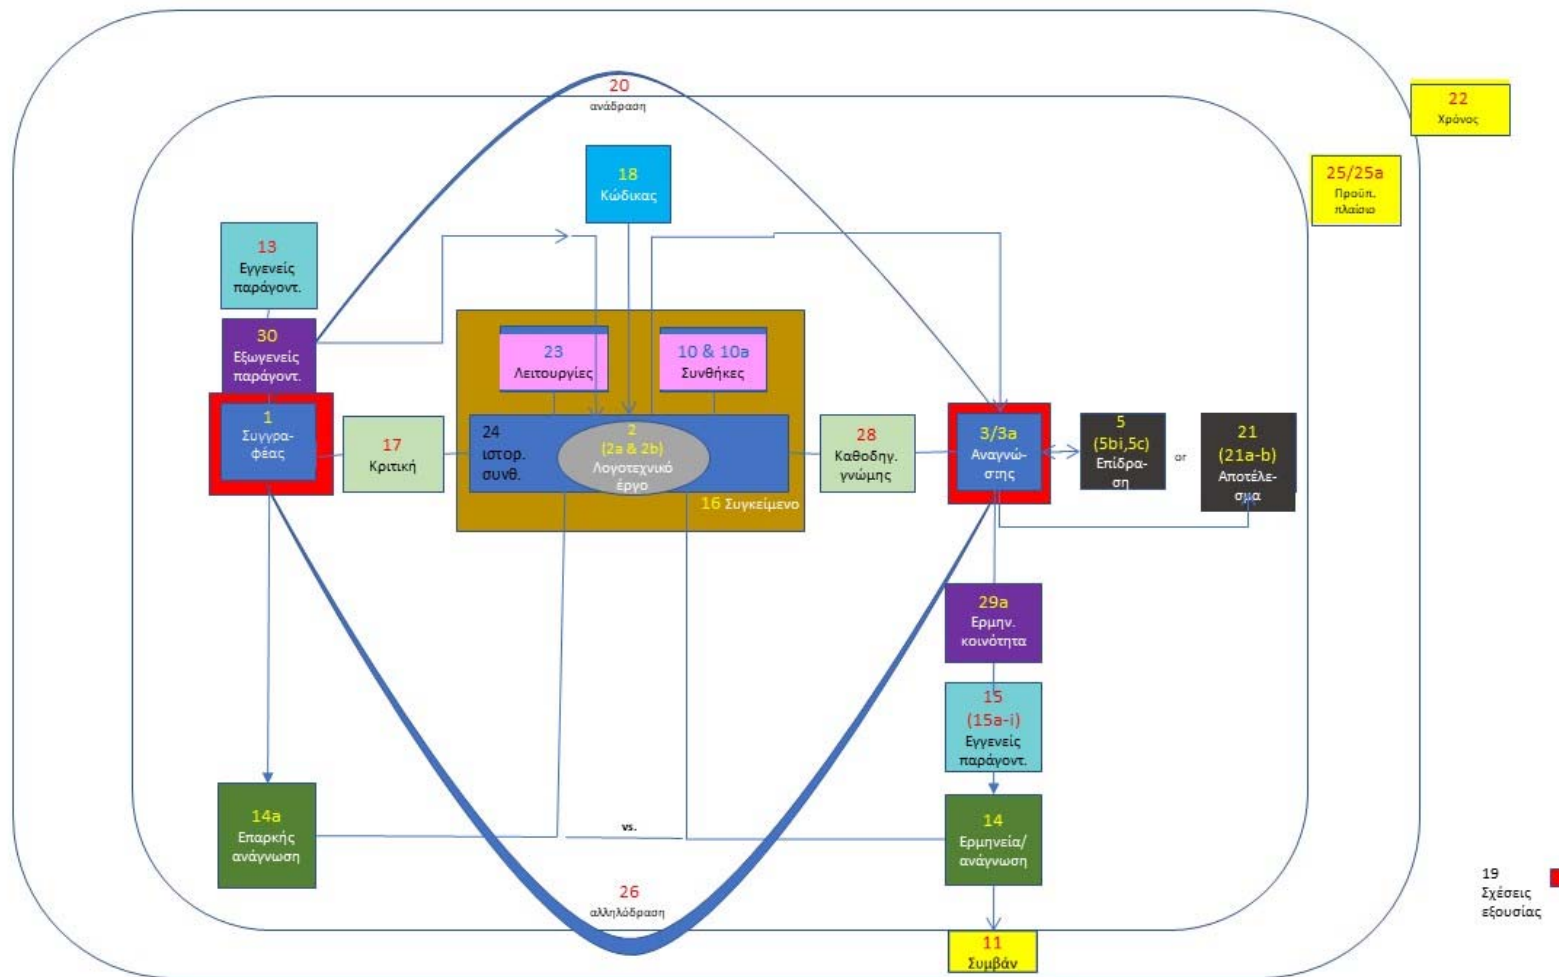 20
ανάδραση
22
Χρόνος
18
Κώδικας
25/25a
Προϋπ.
πλαίσιο
13
Εγγενείς
παράγοντ.
30
Εξωγενείς
παράγοντ.
23
Λειτουργίες
10 & 10a
Συνθήκες
1
Συγγρα-
φέας
17
Κριτική
24
ιστορ.
συνθ.
2
(2a & 2b)
Λογοτεχνικό
έργο
16 Συγκείμενο
28
Καθοδηγ.
γνώμης
3/3a
Αναγνώ-
στης
5
(5bi,5c)
Επίδρα-
ση
or
21
(21a-b)
Αποτέλε-
σμα
29a
Ερμην.
κοινότητα
15
(15a-i)
Εγγενείς
παράγοντ.
14a
Επαρκής
ανάγνωση
vs.
14
Ερμηνεία/
ανάγνωση
26
αλληλόδραση
11
Συμβάν
19
Σχέσεις
εξουσίας